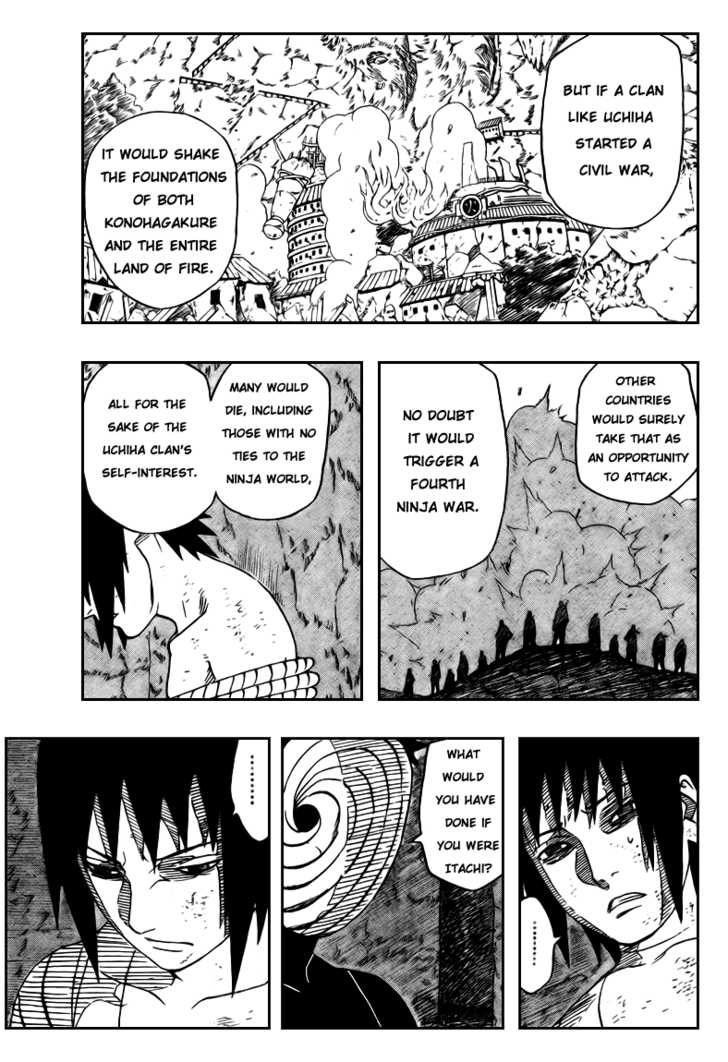 BUT IF A CLAN
LIKE UCHIHA
STARTED A
CIVIL WAR,
IT WOULD SHAKE
THE FOUNDATIONS
OF BOTH
KONOHAGAKURE
AND THE ENTIRE
LAND OF FIRE.
OTHER
COUNTRIES
WOULD SURELY
TAKE THAT AS
AN OPPORTUNITY
TO ATTACK.
NO DOUBT
IT WOULD
TRIGGER A
FOURTH
NINJA WAR.
MANY WOULD
DIE, INCLUDING
THOSE WITH NO
TIES TO THE
NINJA WORLD,
ALL FOR THE
SAKE OF THE
UCHIHA CLAN'S
SELF-INTEREST.
.........
WHAT
WOULD
YOU HAVE
DONE IF
YOU WERE
ITACHI?
.........